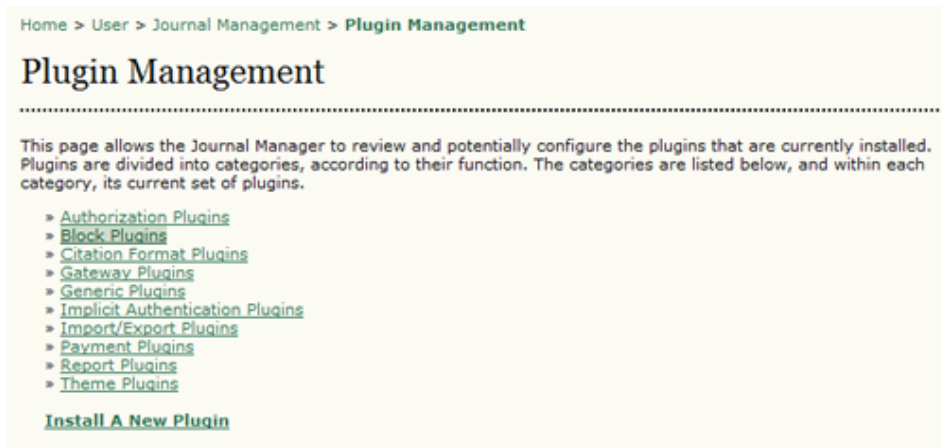 Home > User > Journal Management > Plugin Management
Plugin Management
This page allows the Journal Manager to review and potentially configure the plugins that are currently installed.
Plugins are divided into categories, according to their function. The categories are listed below, and within each
category, its current set of plugins.
» Authorization Plugins
» Block Plugins
» Citation Format Plugins
» Gateway Plugins
» Generic Plugins
» Implicit Authentication Plugins
» Import/Export Plugins
» Payment Plugins
» Report Plugins
» Theme Plugins
Install A New Plugin